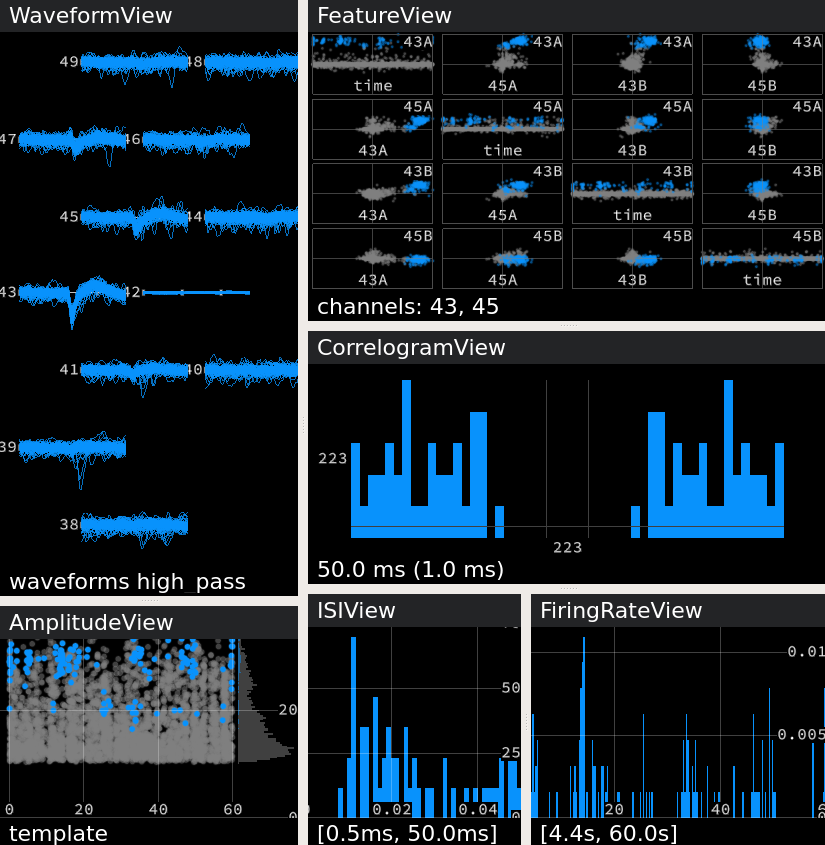 WaveformView
49 48
47 46
45 44
43 42
41 40
39
38
waveforms high_pass
FeatureView
43A 43A 43A 43A
time 45A 43B 45B
45A 45A 45A 45A
43A time 43B 45B
43B 43B 43B 43B
43A 45A time 45B
45B 45B 45B 45B
43A 45A 43B time
channels: 43, 45
CorrelogramView
223
223
50.0 ms (1.0 ms)
AmplitudeView
20
0 20 40 60
template
ISIView
50
25
0.02 0.04
[0.5ms, 50.0ms]
FiringRateView
0.01
0.005
20 40
[4.4s, 60.0s]